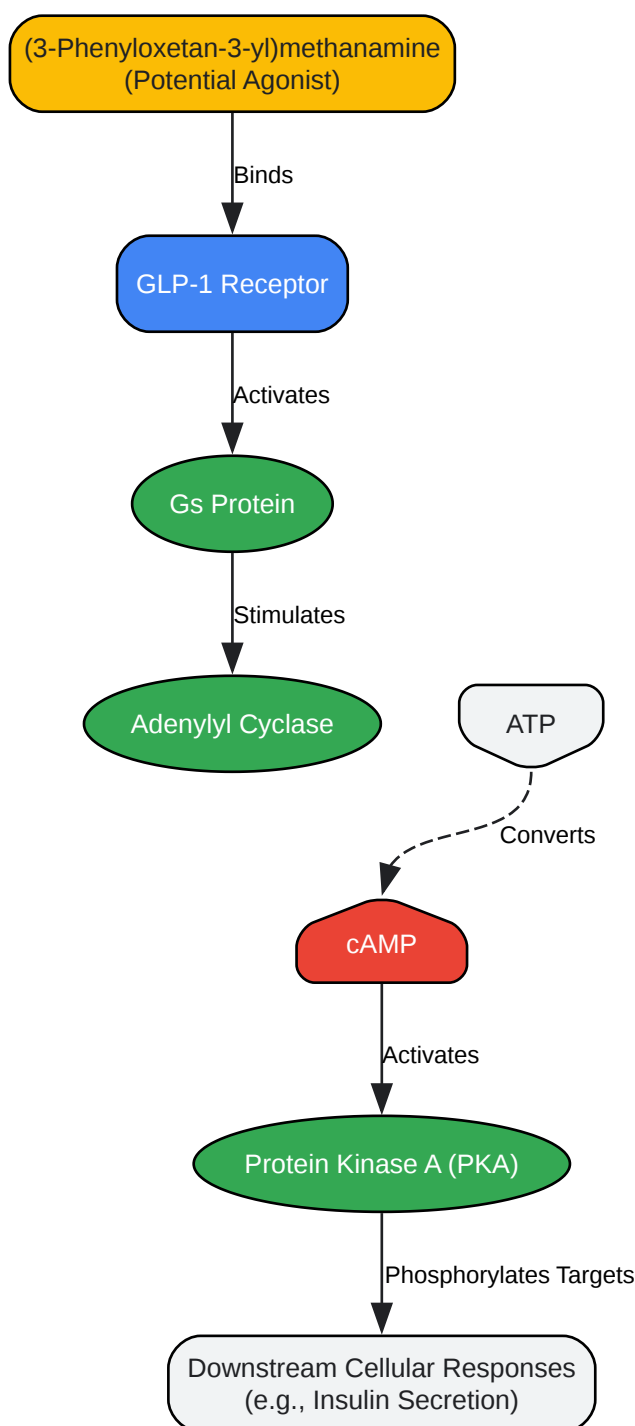 (3-Phenyloxetan-3-yl)methanamine
(Potential Agonist)
Binds
GLP-1 Receptor
Activates
Gs Protein
Stimulates
Adenylyl Cyclase
ATP
Converts
cAMP
Activates
Protein Kinase A (PKA)
Phosphorylates Targets
Downstream Cellular Responses
(e.g., Insulin Secretion)